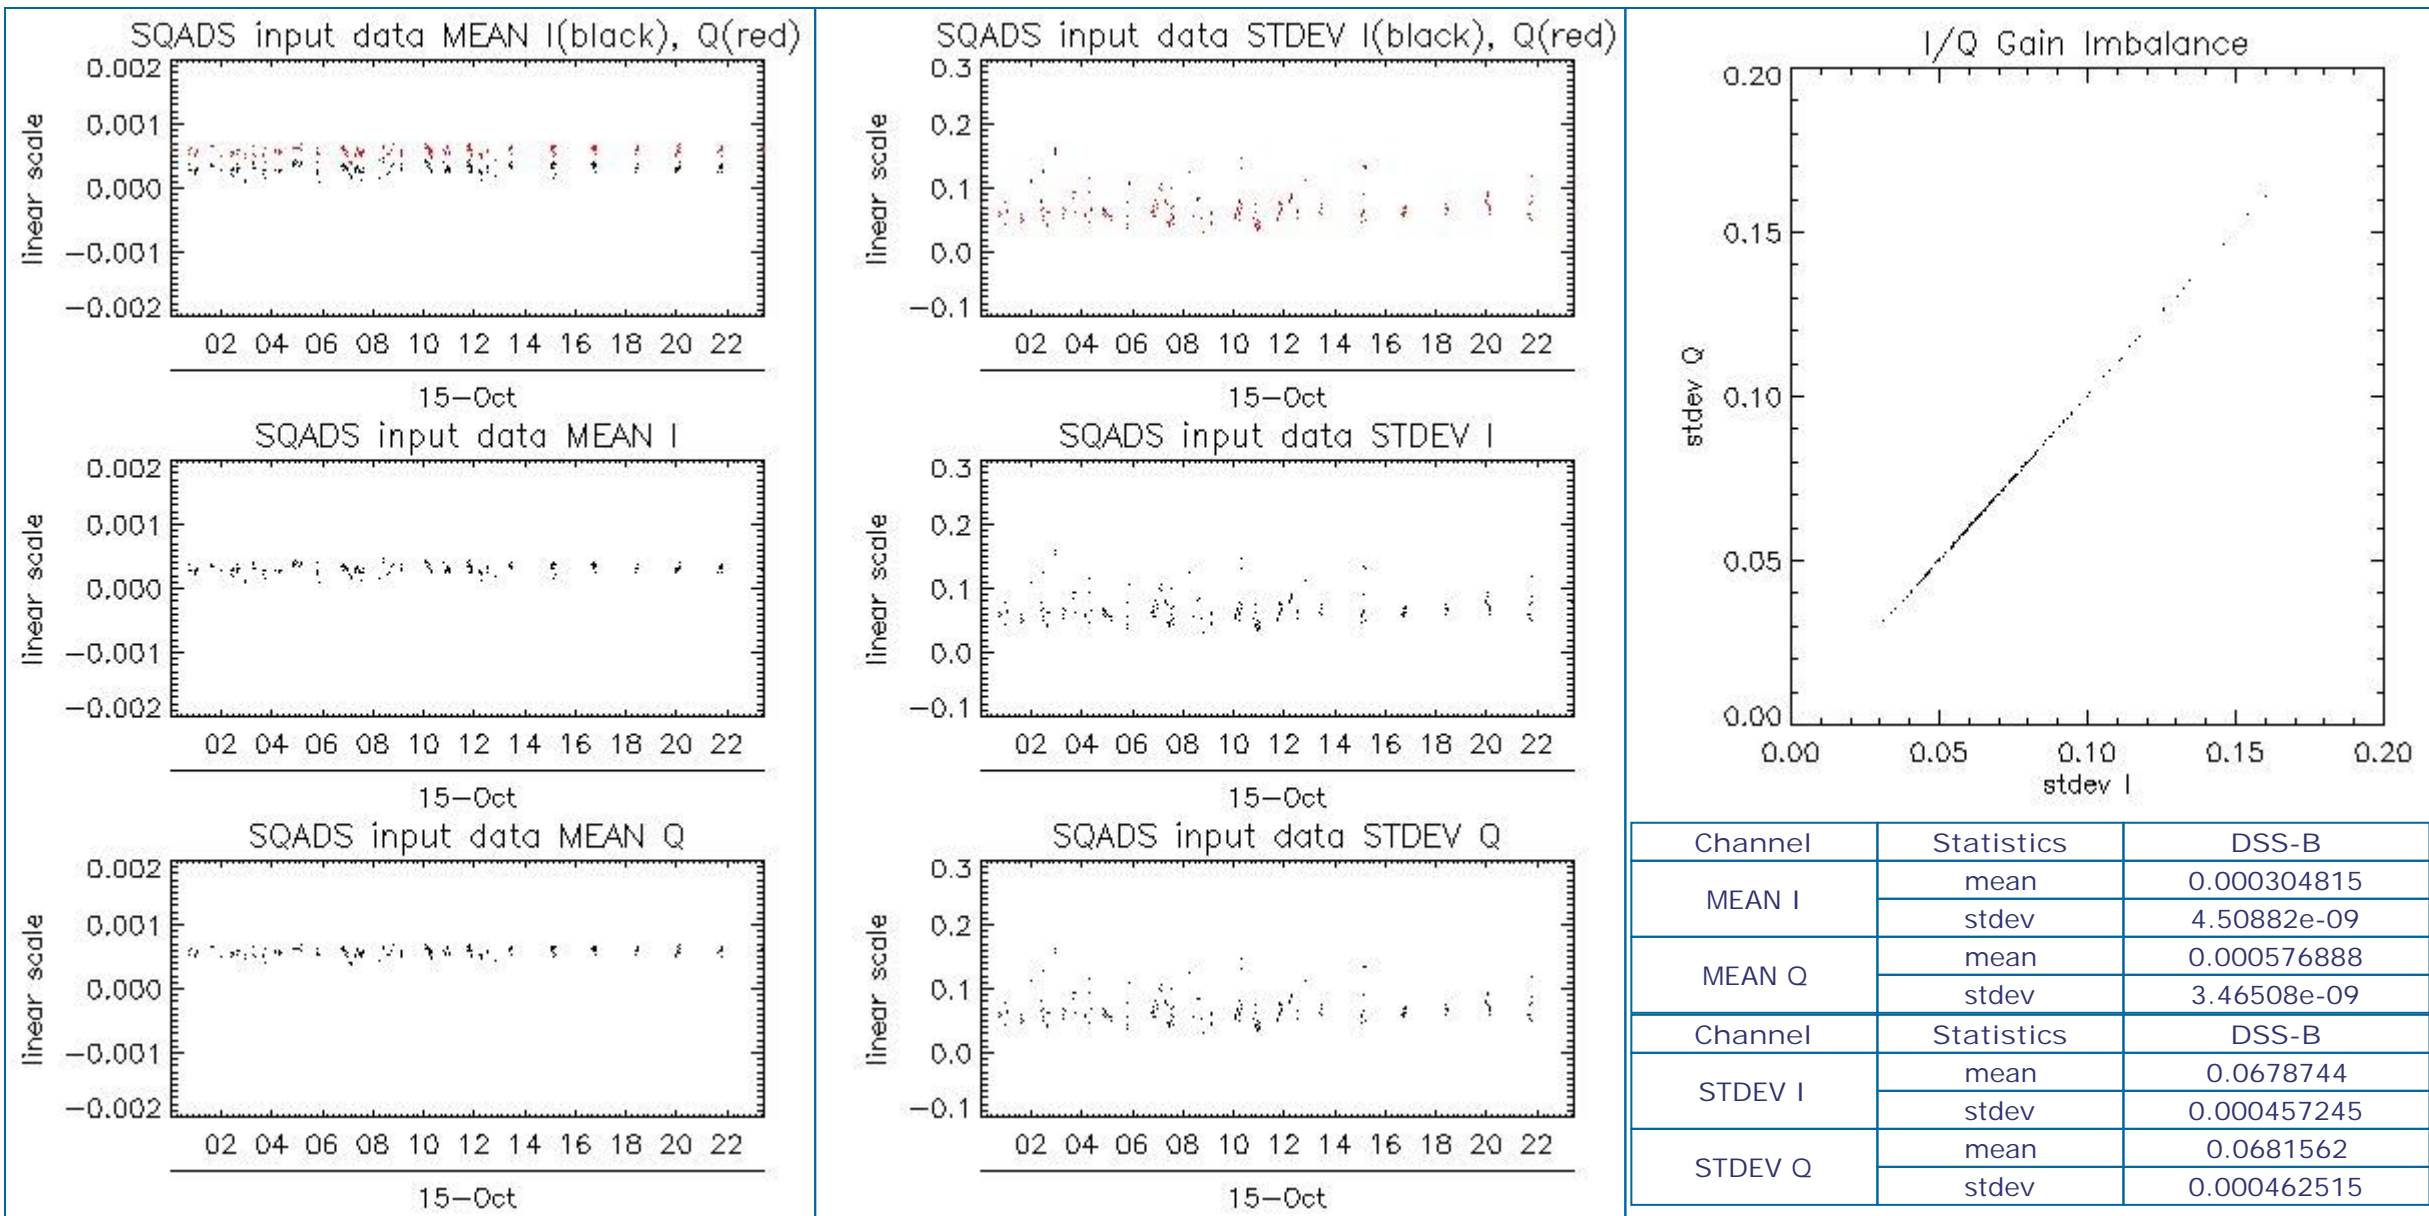 SQADS input data MEAN I(black), Q(red)
0.002
0.001
0.000
−0.001
−0.002
linear scale
02 04 06 08 10 12 14 16 18 20 22
15−Oct
SQADS input data MEAN I
0.002
0.001
0.000
−0.001
−0.002
linear scale
02 04 06 08 10 12 14 16 18 20 22
15−Oct
SQADS input data MEAN Q
0.002
0.001
0.000
−0.001
−0.002
linear scale
02 04 06 08 10 12 14 16 18 20 22
15−Oct
SQADS input data STDEV I(black), Q(red)
0.3
0.2
0.1
0.0
−0.1
linear scale
02 04 06 08 10 12 14 16 18 20 22
15−Oct
SQADS input data STDEV I
0.3
0.2
0.1
0.0
−0.1
linear scale
02 04 06 08 10 12 14 16 18 20 22
15−Oct
SQADS input data STDEV Q
0.3
0.2
0.1
0.0
−0.1
linear scale
02 04 06 08 10 12 14 16 18 20 22
15−Oct
I/Q Gain Imbalance
0.20
0.15
0.10
0.05
0.00
stdev Q
0.00 0.05 0.10 0.15 0.20
stdev I
Channel Statistics DSS-B
MEAN I mean 0.000304815
stdev 4.50882e-09
MEAN Q mean 0.000576888
stdev 3.46508e-09
Channel Statistics DSS-B
STDEV I mean 0.0678744
stdev 0.000457245
STDEV Q mean 0.0681562
stdev 0.000462515